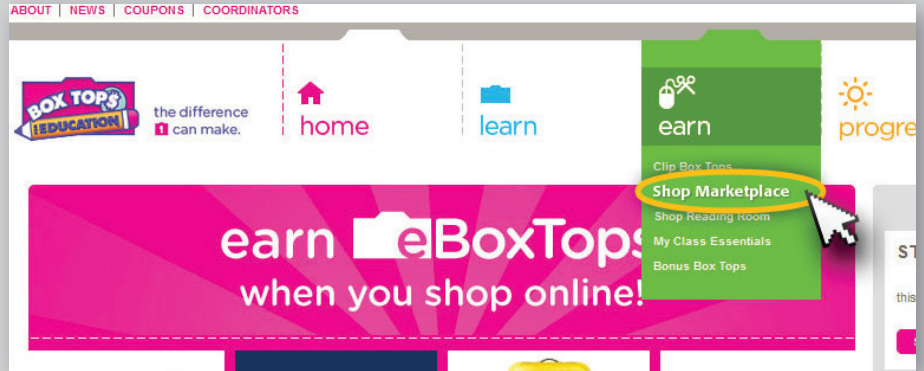 ABOUT | NEWS | COUPONS | COORDINATORS
BOX TOPS
FOR EDUCATION
the difference
1 can make.
home
learn
earn
Clip Box Tops
Shop Marketplace
Shop Reading Room
My Class Essentials
Bonus Box Tops
progre
earn eBoxTops
when you shop online!
ST
this